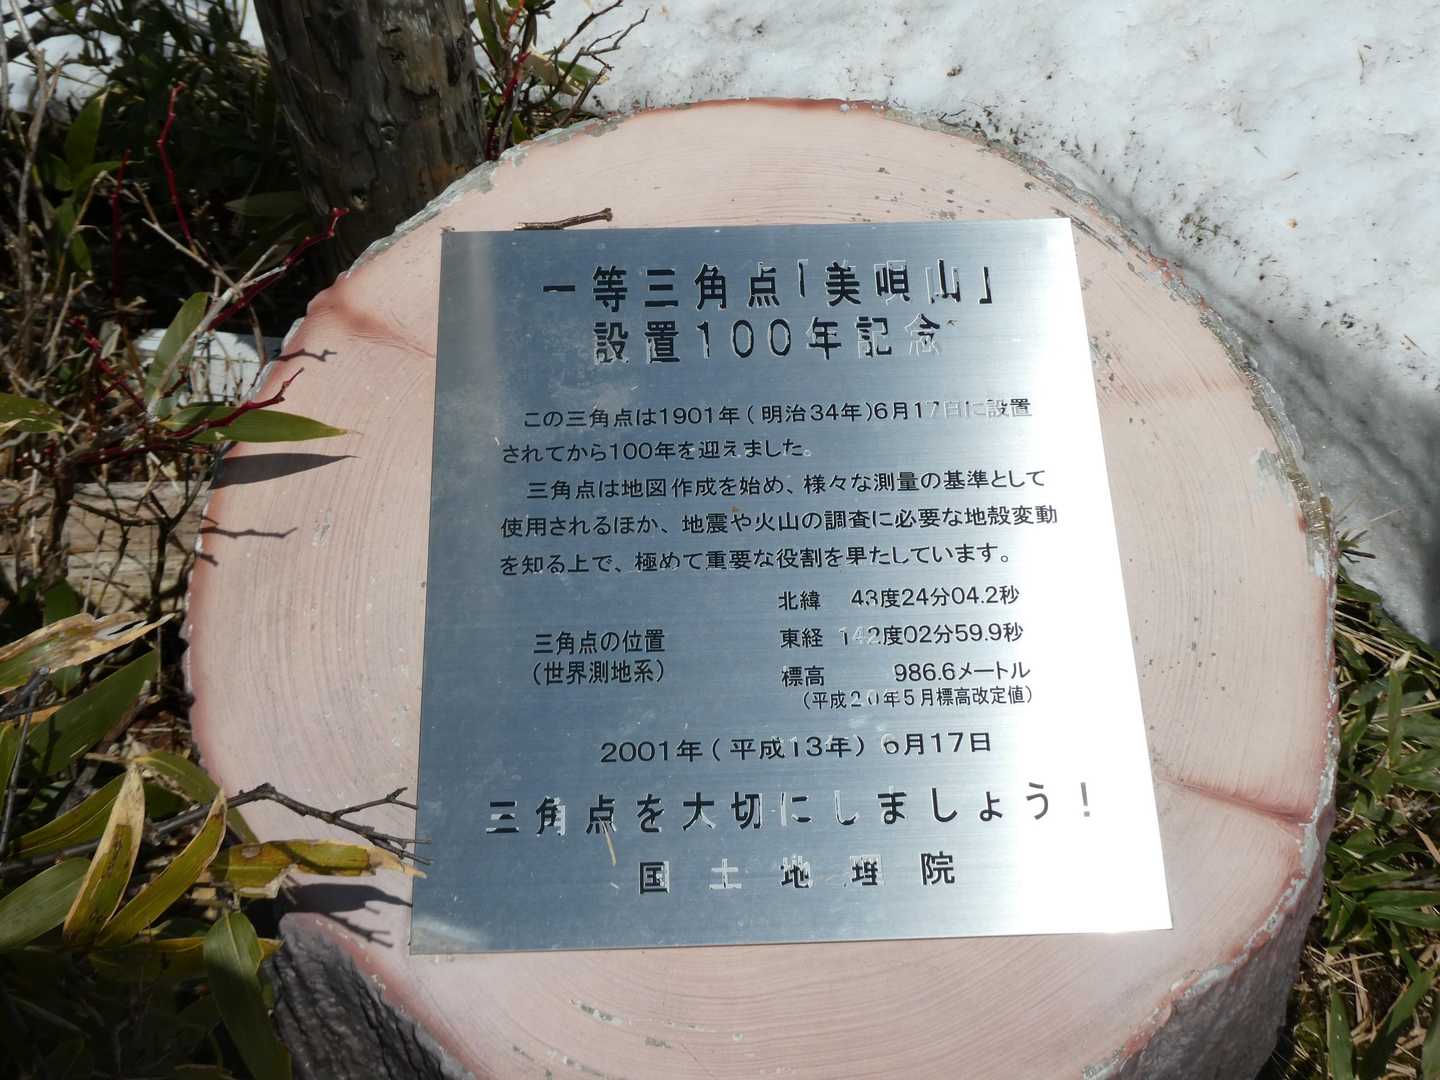 一等三角点「美唄山」
設置100年記念
この三角点は1901年(明治34年)6月17日に設置
されてから100年を迎えました。
三角点は地図作成を始め、様々な測量の基準として
使用されるほか、地震や火山の調査に必要な地殻変動
を知る上で、極めて重要な役割を果たしています。
北緯 43度24分04.2秒
三角点の位置 東経 142度02分59.9秒
(世界測地系) 標高 986.6メートル
(平成20年5月標高改定値)
2001年(平成13年)6月17日
三角点を大切にしましょう!
国土地理院